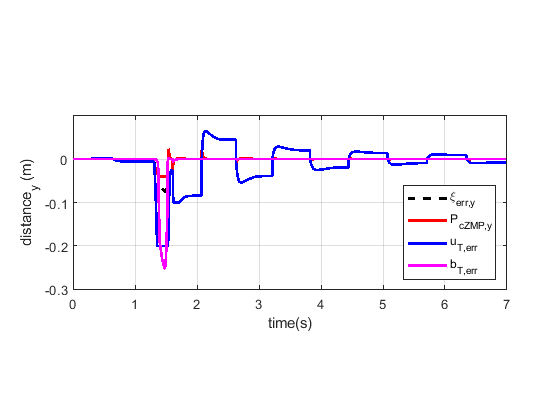 0
-0.1
-0.2
-0.3
distance_y (m)
0 1 2 3 4 5 6 7
time(s)
ξ_err,y
P_cZMP,y
u_T,err
b_T,err